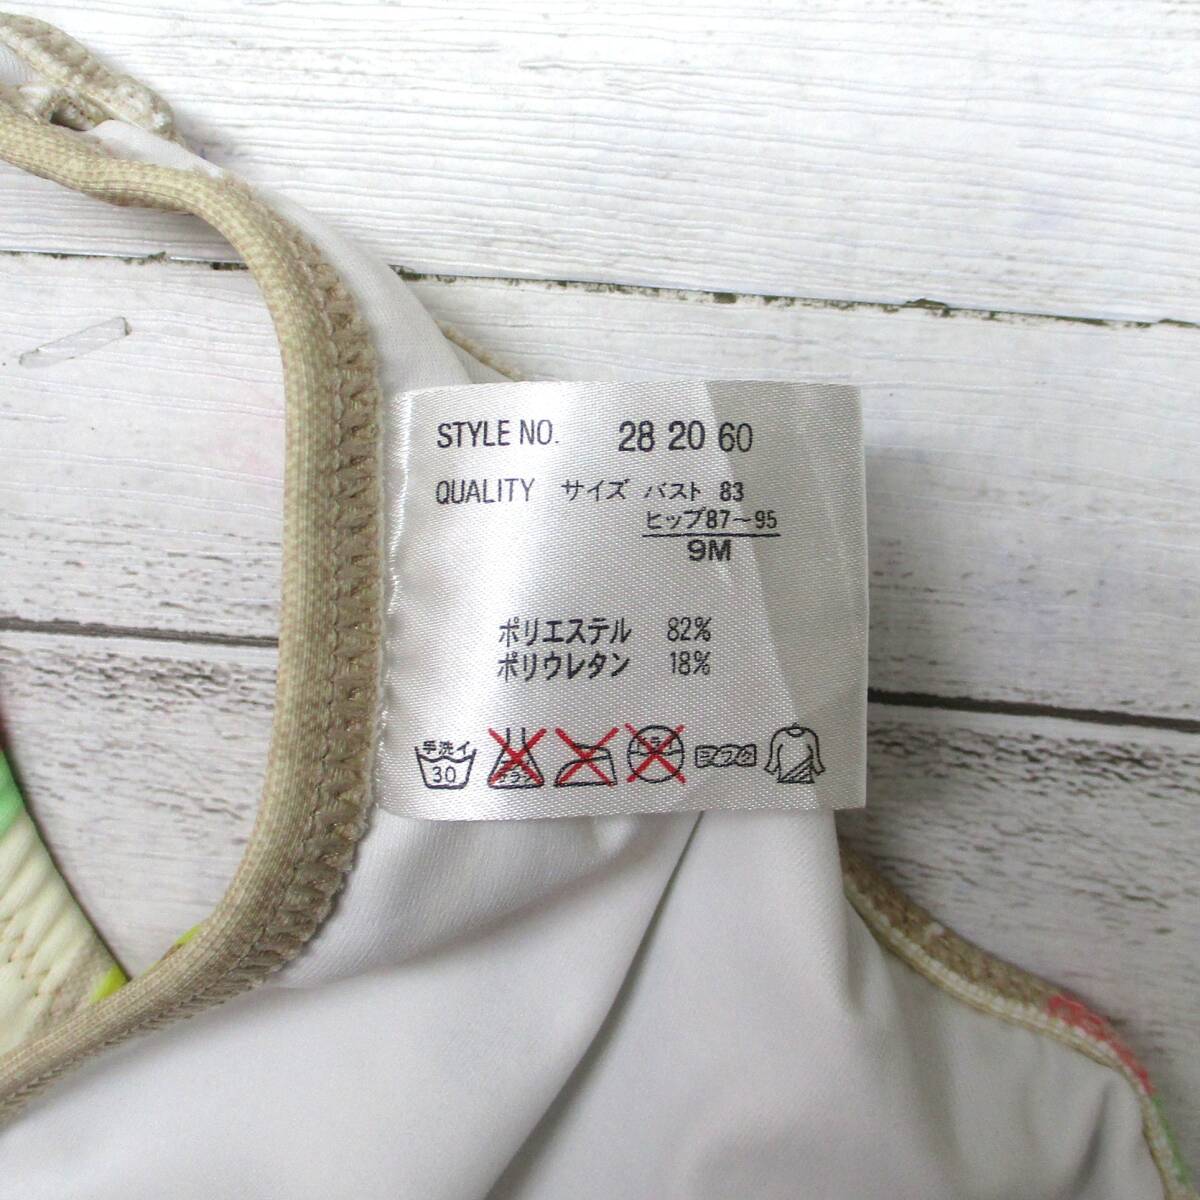 STYLE NO. 28 20 60
QUALITY サイズ バスト 83
ヒップ87〜95
9M
ポリエステル 82%
ポリウレタン 18%
手洗イ
30